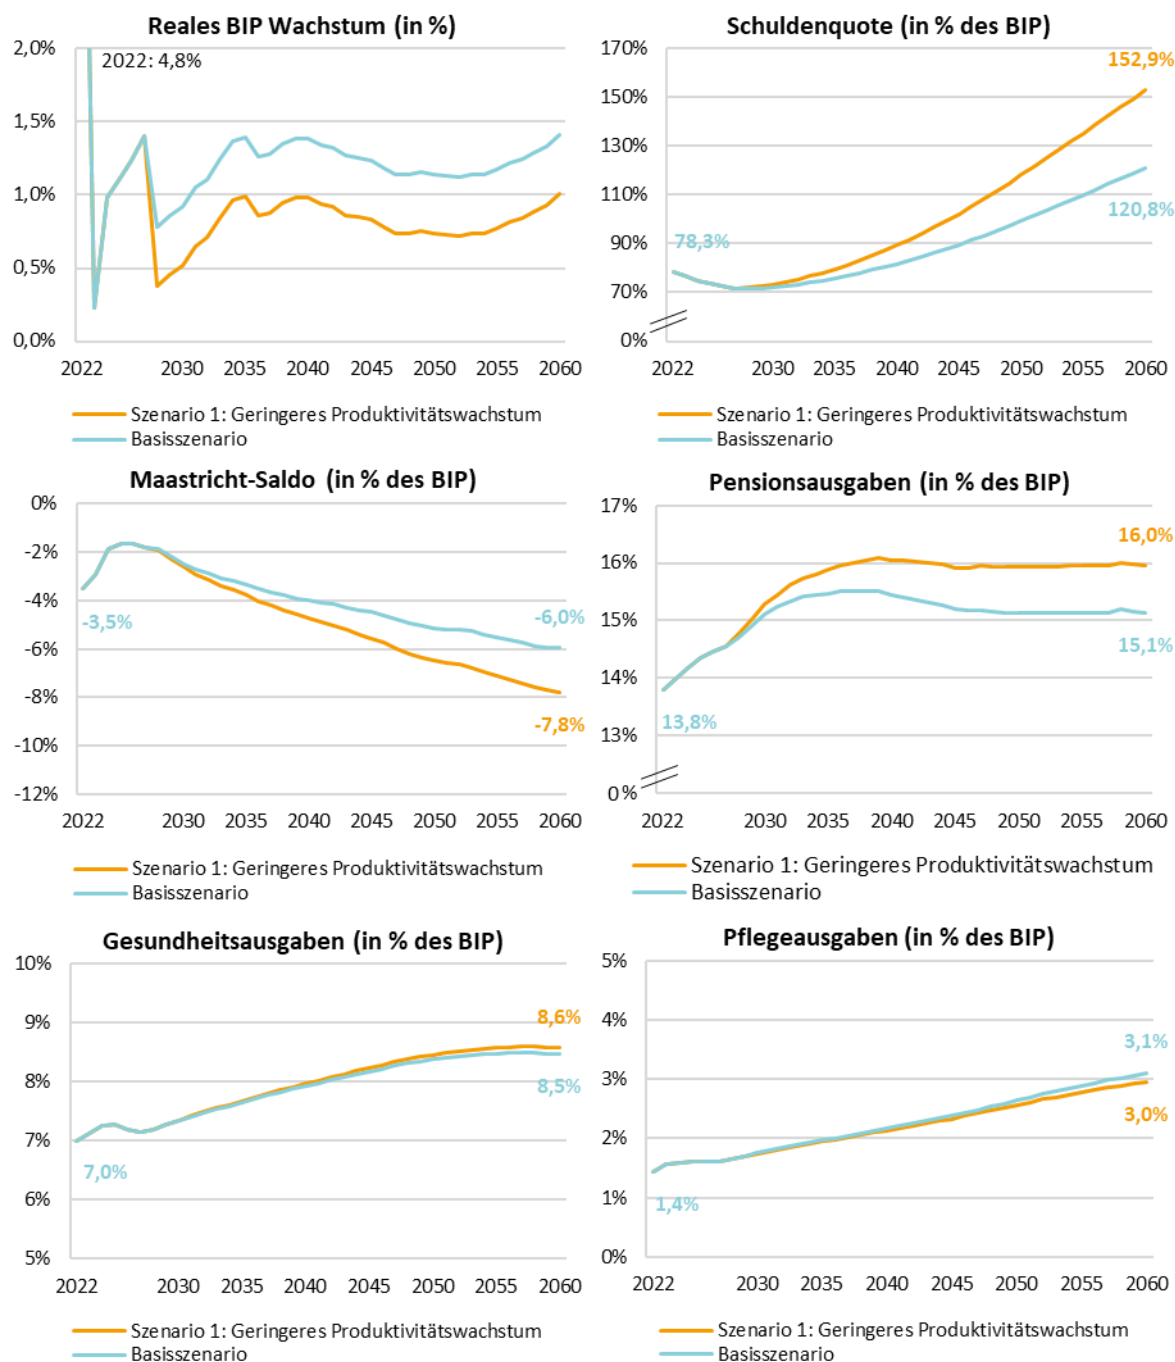 Reales BIP Wachstum (in %)
2,0%
2022: 4,8%
1,5%
1,0%
0,5%
0,0%
2022 2030 2035 2040 2045 2050 2055 2060
Szenario 1: Geringeres Produktivitätswachstum
Basisszenario
Schuldenquote (in % des BIP)
170%
152,9%
150%
130%
110%
120,8%
90%
78,3%
70%
0%
2022 2030 2035 2040 2045 2050 2055 2060
Szenario 1: Geringeres Produktivitätswachstum
Basisszenario
Maastricht-Saldo (in % des BIP)
0%
-2%
-4%
-3,5%
-6,0%
-6%
-8%
-7,8%
-10%
-12%
2022 2030 2035 2040 2045 2050 2055 2060
Szenario 1: Geringeres Produktivitätswachstum
Basisszenario
Pensionsausgaben (in % des BIP)
17%
16,0%
16%
15%
15,1%
14%
13,8%
13%
0%
2022 2030 2035 2040 2045 2050 2055 2060
Szenario 1: Geringeres Produktivitätswachstum
Basisszenario
Gesundheitsausgaben (in % des BIP)
10%
9%
8,6%
8%
8,5%
7%
7,0%
6%
5%
2022 2030 2035 2040 2045 2050 2055 2060
Szenario 1: Geringeres Produktivitätswachstum
Basisszenario
Pflegeausgaben (in % des BIP)
5%
4%
3,1%
3%
3,0%
2%
1%
1,4%
0%
2022 2030 2035 2040 2045 2050 2055 2060
Szenario 1: Geringeres Produktivitätswachstum
Basisszenario